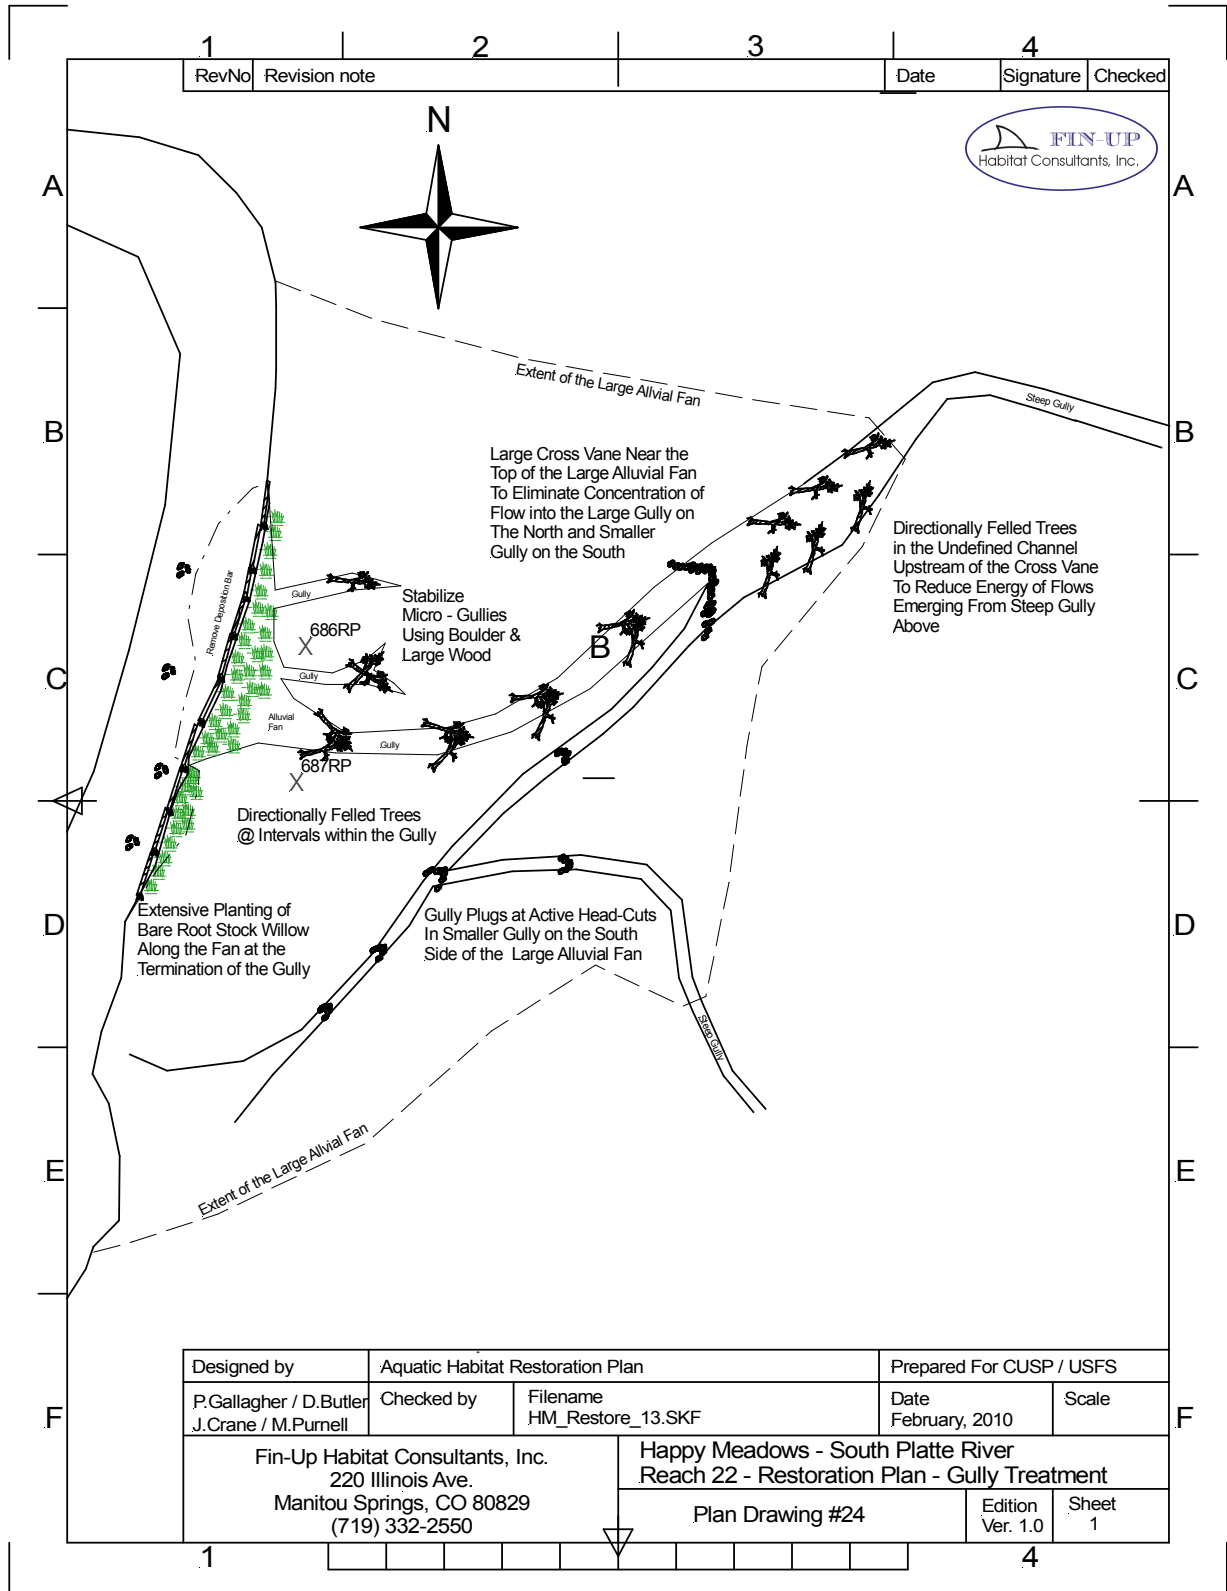 1
2
3
4
RevNo
Revision note
Date
Signature
Checked
N
FIN-UP
Habitat Consultants, Inc.
A
A
Extent of the Large Allvial Fan
Steep Gully
B
B
Large Cross Vane Near the
Top of the Large Alluvial Fan
To Eliminate Concentration of
Flow into the Large Gully on
The North and Smaller
Gully on the South
Directionally Felled Trees
in the Undefined Channel
Upstream of the Cross Vane
To Reduce Energy of Flows
Emerging From Steep Gully
Above
Remove Deposition Bar
Gully
Stabilize
Micro - Gullies
Using Boulder &
Large Wood
686RP
X
B
Gully
C
C
Alluvial
Fan
Gully
687RP
X
Directionally Felled Trees
@ Intervals within the Gully
Extensive Planting of
Bare Root Stock Willow
Along the Fan at the
Termination of the Gully
Gully Plugs at Active Head-Cuts
In Smaller Gully on the South
Side of the Large Alluvial Fan
D
D
Steep Gully
Extent of the Large Allvial Fan
E
E
Designed by
Aquatic Habitat Restoration Plan
Prepared For CUSP / USFS
P.Gallagher / D.Butler
J.Crane / M.Purnell
Checked by
Filename
HM_Restore_13.SKF
Date
February, 2010
Scale
F
F
Fin-Up Habitat Consultants, Inc.
220 Illinois Ave.
Manitou Springs, CO 80829
(719) 332-2550
Happy Meadows - South Platte River
Reach 22 - Restoration Plan - Gully Treatment
Plan Drawing #24
Edition
Ver. 1.0
Sheet
1
1
4